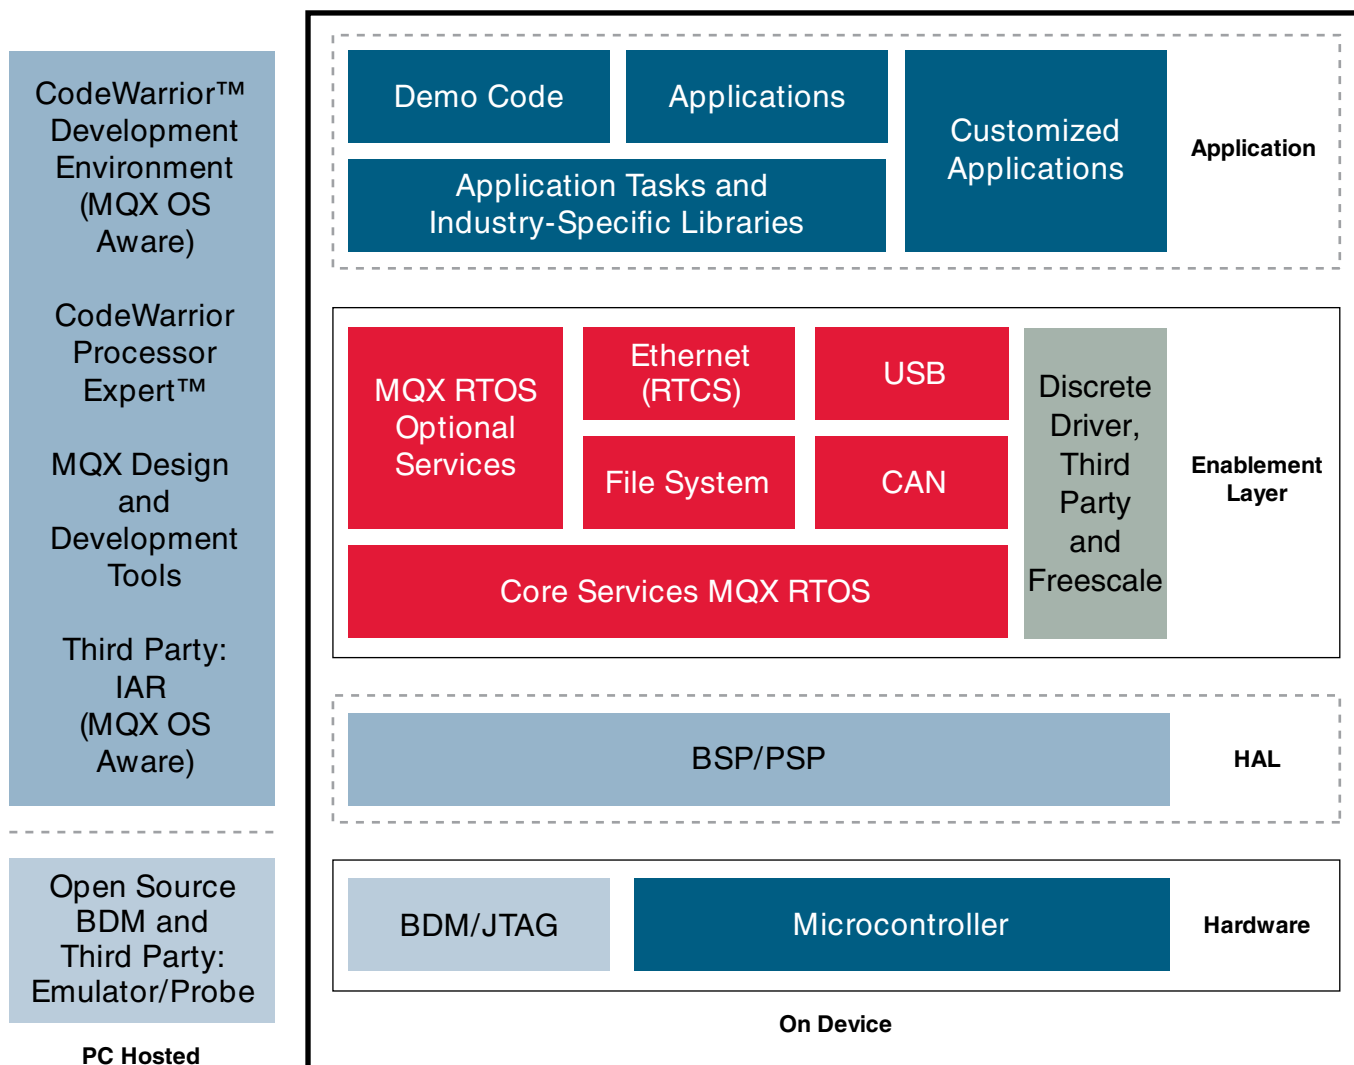 CodeWarrior™
Development
Environment
(MQX OS
Aware)
CodeWarrior
Processor
Expert™
MQX Design
and
Development
Tools
Third Party:
IAR
(MQX OS
Aware)
Open Source
BDM and
Third Party:
Emulator/Probe
PC Hosted
Demo Code
Applications
Customized
Applications
Application Tasks and
Industry-Specific Libraries
Application
MQX RTOS
Optional
Services
Ethernet
(RTCS)
USB
File System
CAN
Core Services MQX RTOS
Discrete
Driver,
Third
Party
and
Freescale
Enablement
Layer
BSP/PSP
HAL
BDM/JTAG
Microcontroller
Hardware
On Device